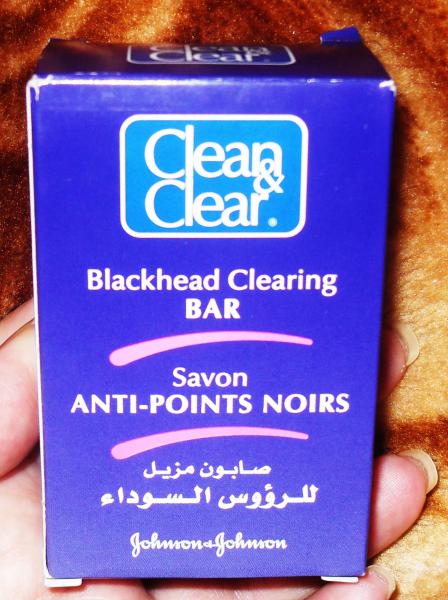 Clean &
Clear
Clean
&
Clear®
Blackhead Clearing
BAR
Savon
ANTI-POINTS NOIRS
صابون مزيل
للرؤوس السوداء
Johnson & Johnson